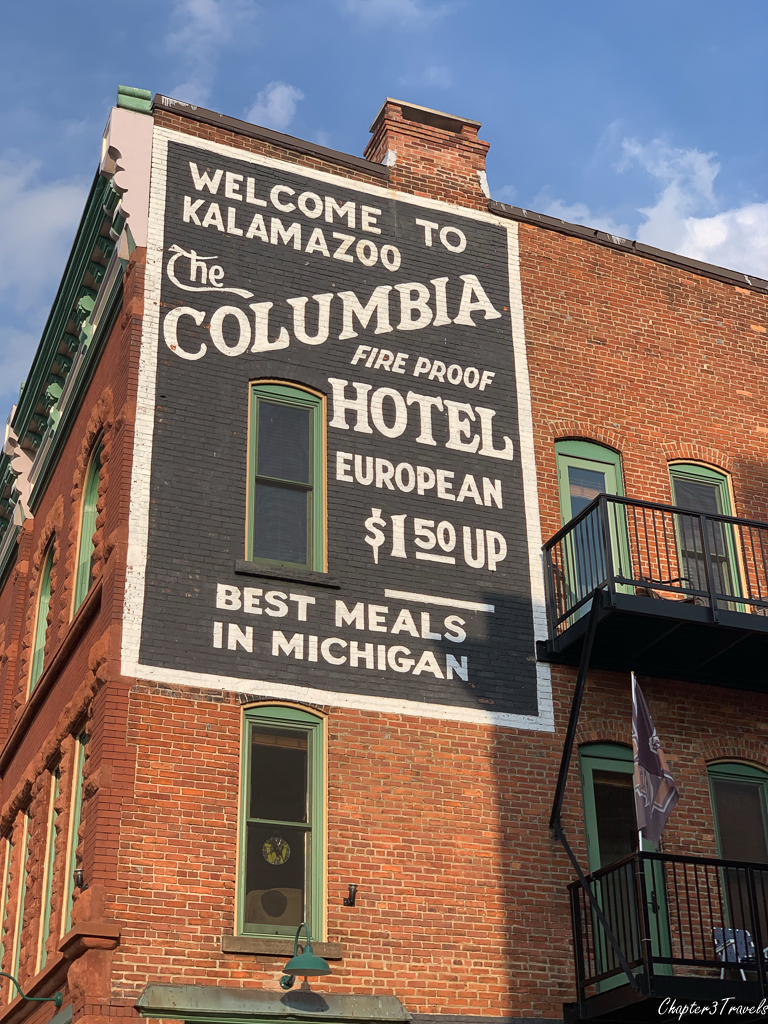 WELCOME TO
KALAMAZOO
The
COLUMBIA
FIRE PROOF
HOTEL
EUROPEAN
$1 50 UP
BEST MEALS
IN MICHIGAN
Chapter3Travels